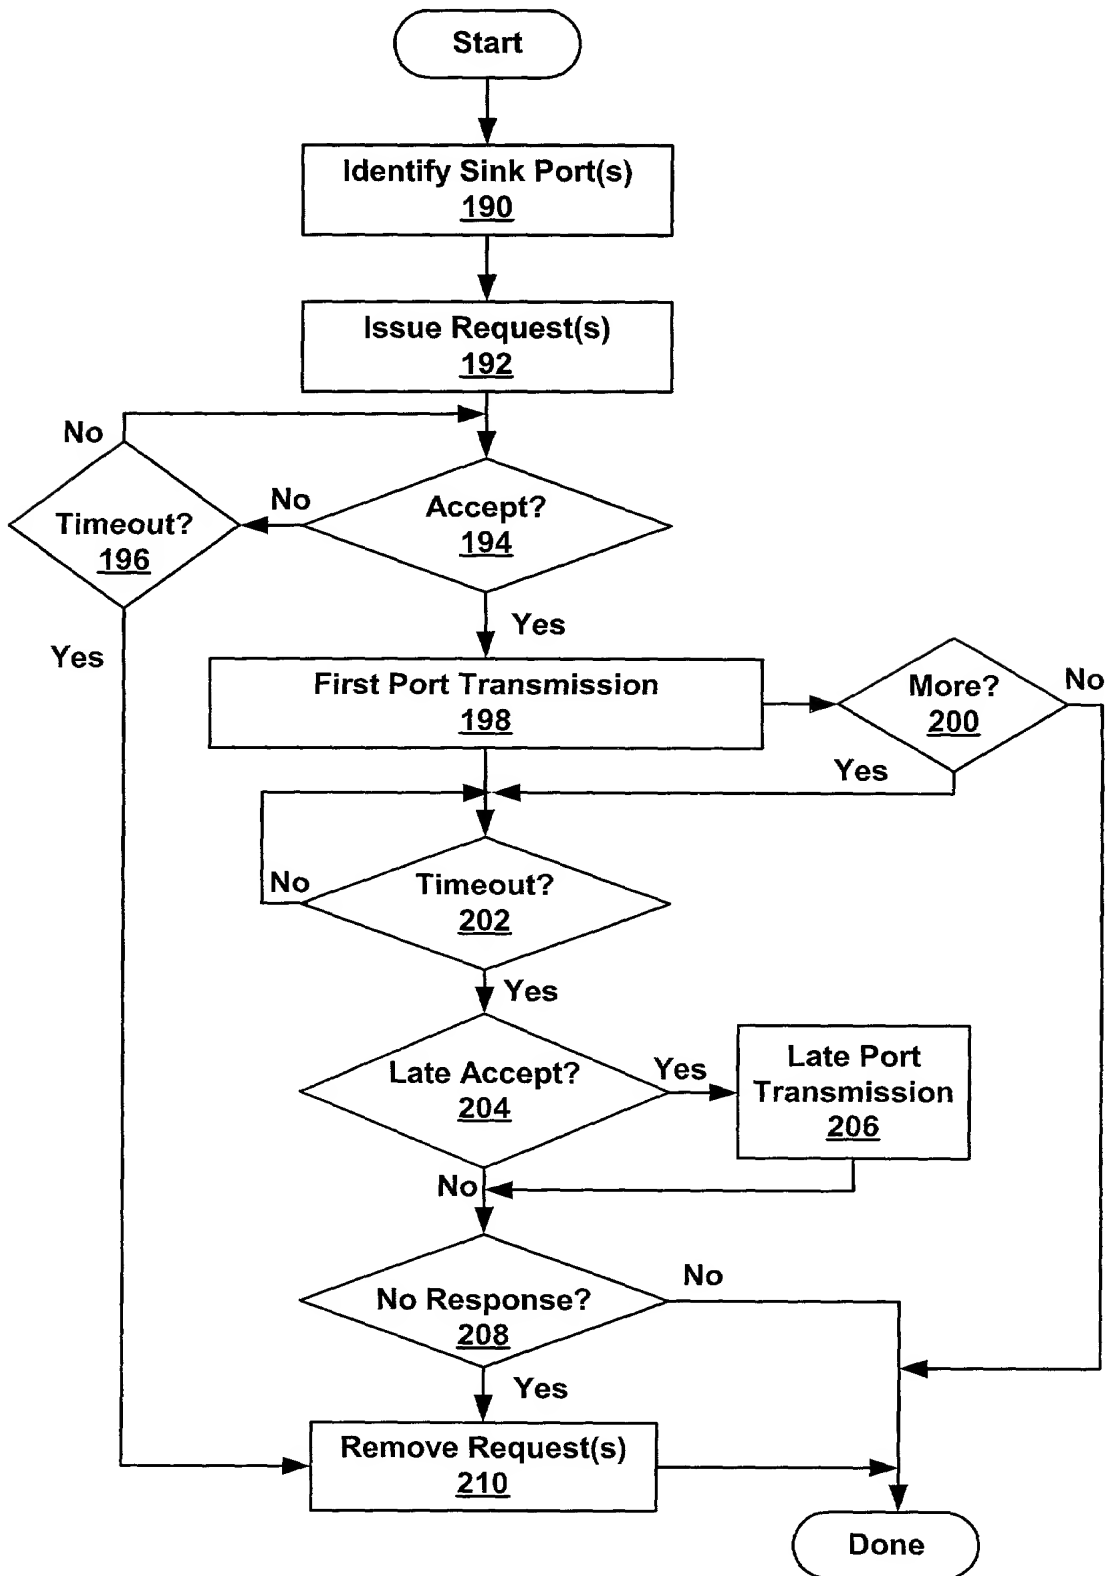 Start
Identify Sink Port(s)
190
Issue Request(s)
192
No
No
Accept?
194
Timeout?
196
Yes
Yes
First Port Transmission
198
More?
200
No
Yes
No
Timeout?
202
Yes
Late Accept?
204
Yes
Late Port
Transmission
206
No
No Response?
208
No
Yes
Remove Request(s)
210
Done